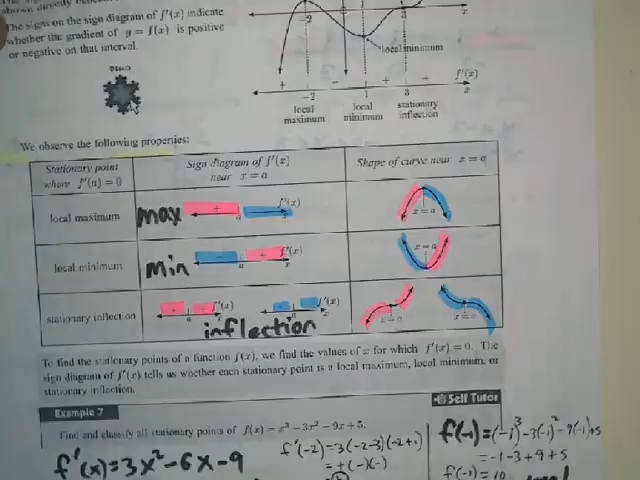 The signs on the sign diagram of f'(x) indicate
whether the gradient of y = f(x) is positive
or negative on that interval.
DEMO
-2 1 3 x
local minimum
+ - + + f'(x)
-2 1 3 x
local maximum
local minimum
stationary inflection
We observe the following properties:
Stationary point where f'(a) = 0
Sign diagram of f'(x) near x = a
Shape of curve near x = a
local maximum
max
+ - f'(x)
a x
x = a
local minimum
min
- + f'(x)
a x
x = a
stationary inflection
+ + f'(x)
a x
- - f'(x)
a x
inflection
x = a
x = a
To find the stationary points of a function f(x), we find the values of x for which f'(x) = 0. The
sign diagram of f'(x) tells us whether each stationary point is a local maximum, local minimum, or
stationary inflection.
Example 7
Self Tutor
Find and classify all stationary points of f(x) = x³ - 3x² - 9x + 5.
f'(x) = 3x² - 6x - 9
f'(-2) = 3(-2-3)(-2+1)
= +(-)(-)
f(-1) = (-1)³ - 3(-1)² - 9(-1) + 5
= -1 - 3 + 9 + 5
f(-1) = 10